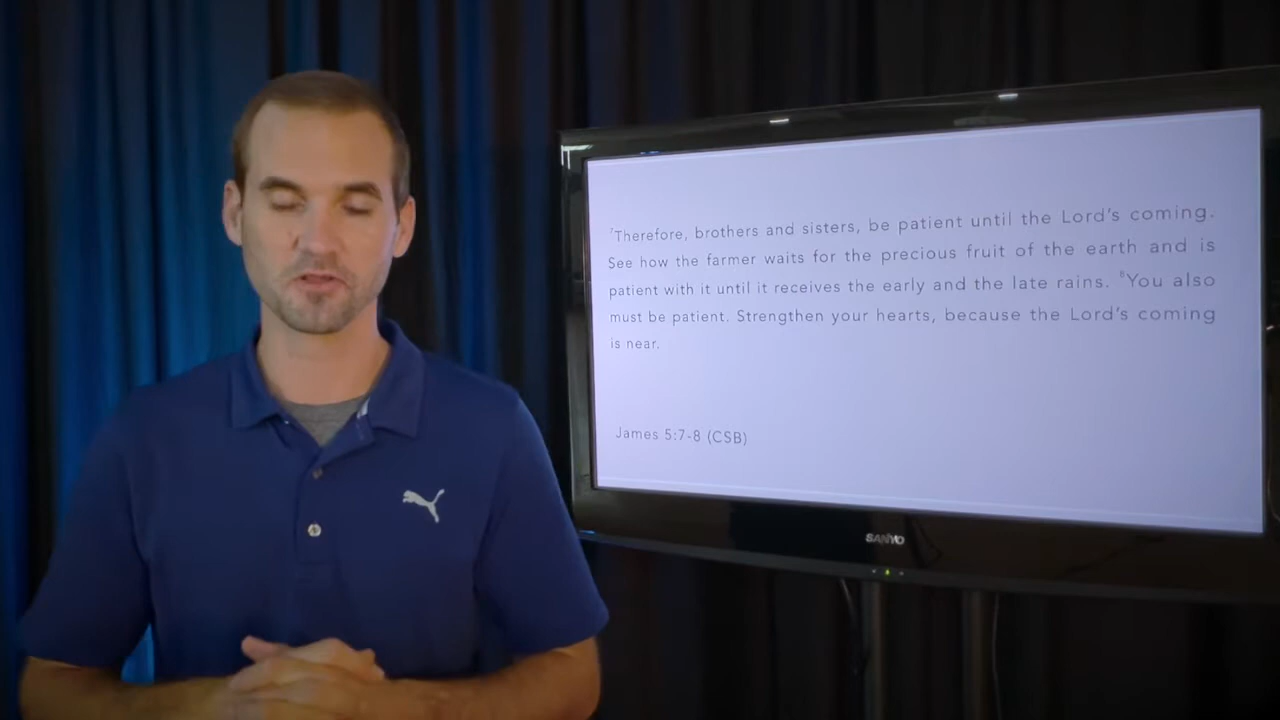 ⁷Therefore, brothers and sisters, be patient until the Lord's coming.
See how the farmer waits for the precious fruit of the earth and is
patient with it until it receives the early and the late rains. ⁸You also
must be patient. Strengthen your hearts, because the Lord's coming
is near.
James 5:7-8 (CSB)
SANYO